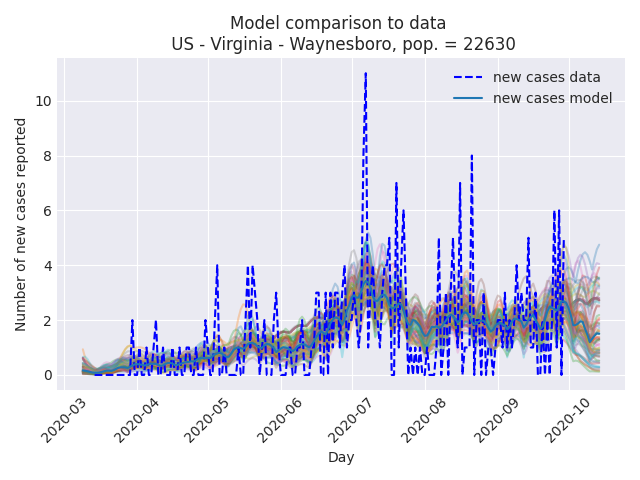 Model comparison to data
US - Virginia - Waynesboro, pop. = 22630
new cases data
new cases model
Number of new cases reported
10
8
6
4
2
0
2020-03
2020-04
2020-05
2020-06
2020-07
2020-08
2020-09
2020-10
Day